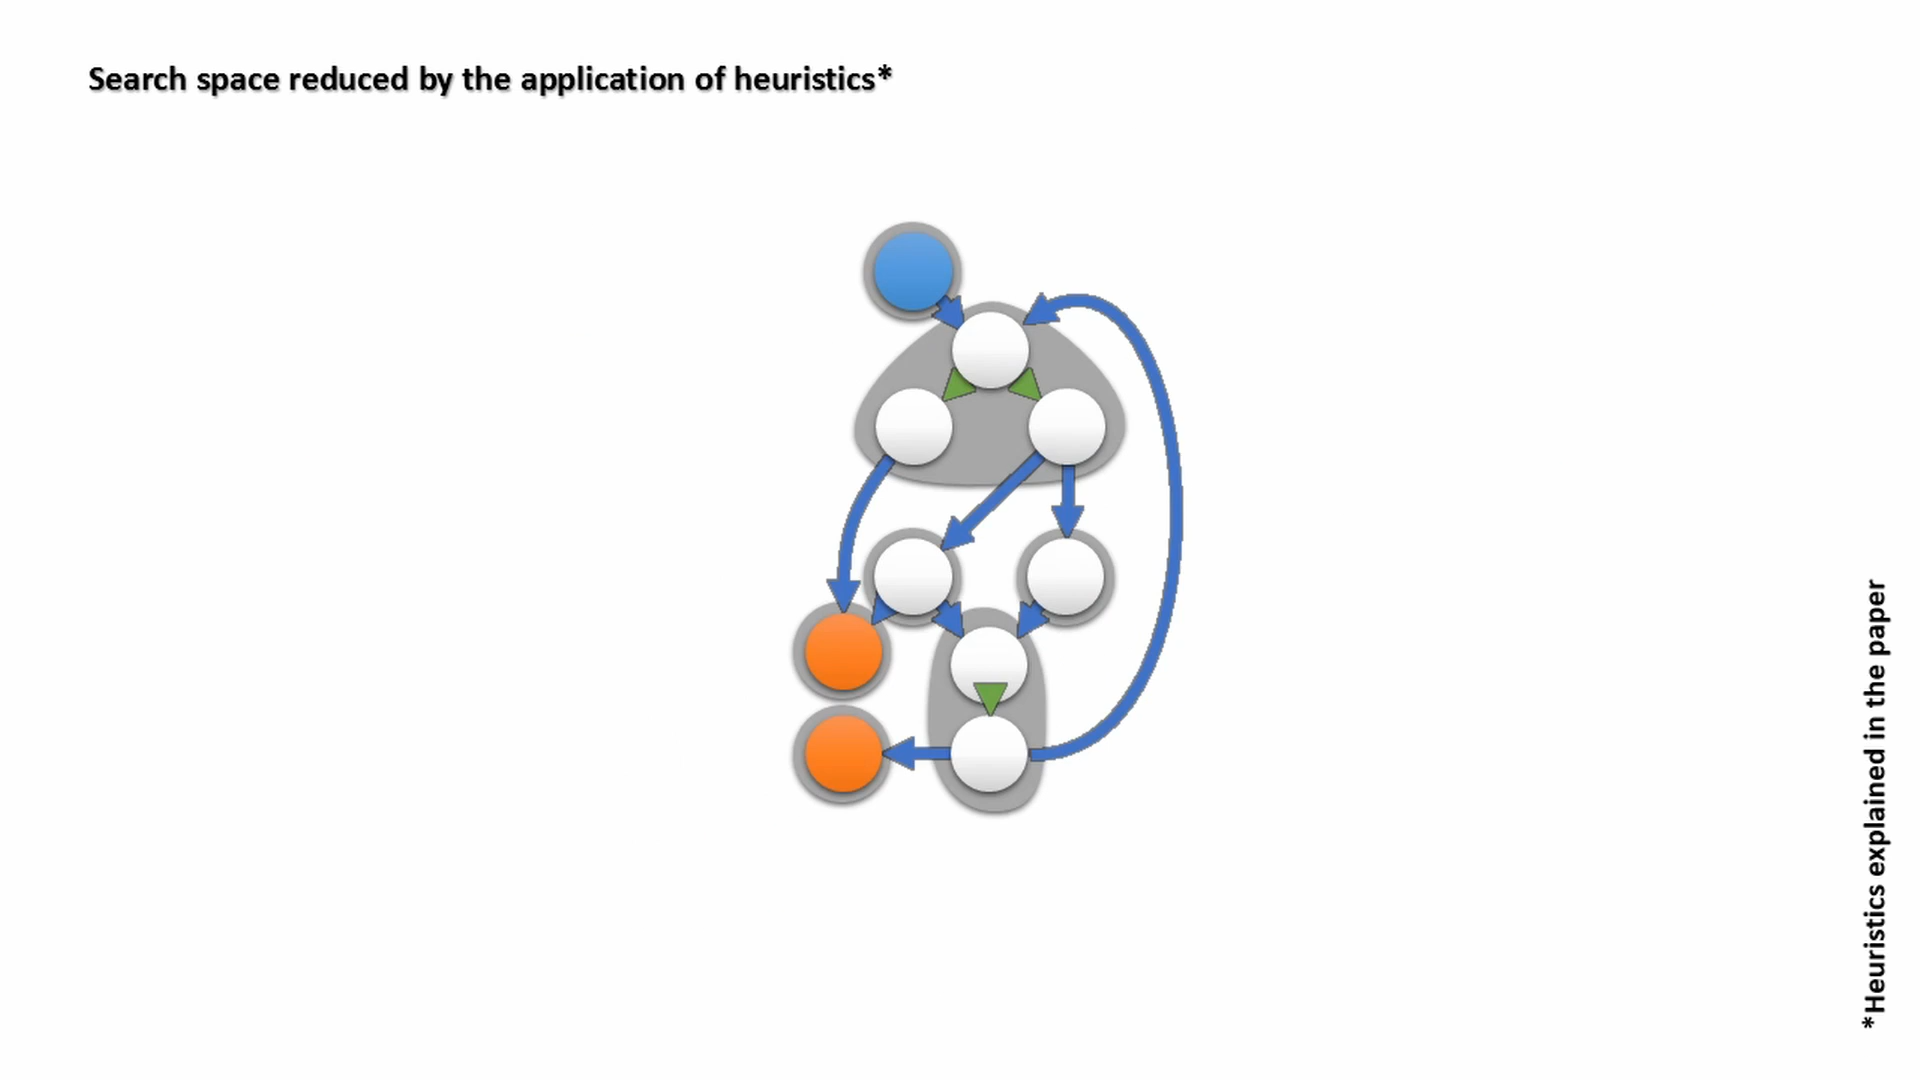 Search space reduced by the application of heuristics*
*Heuristics explained in the paper